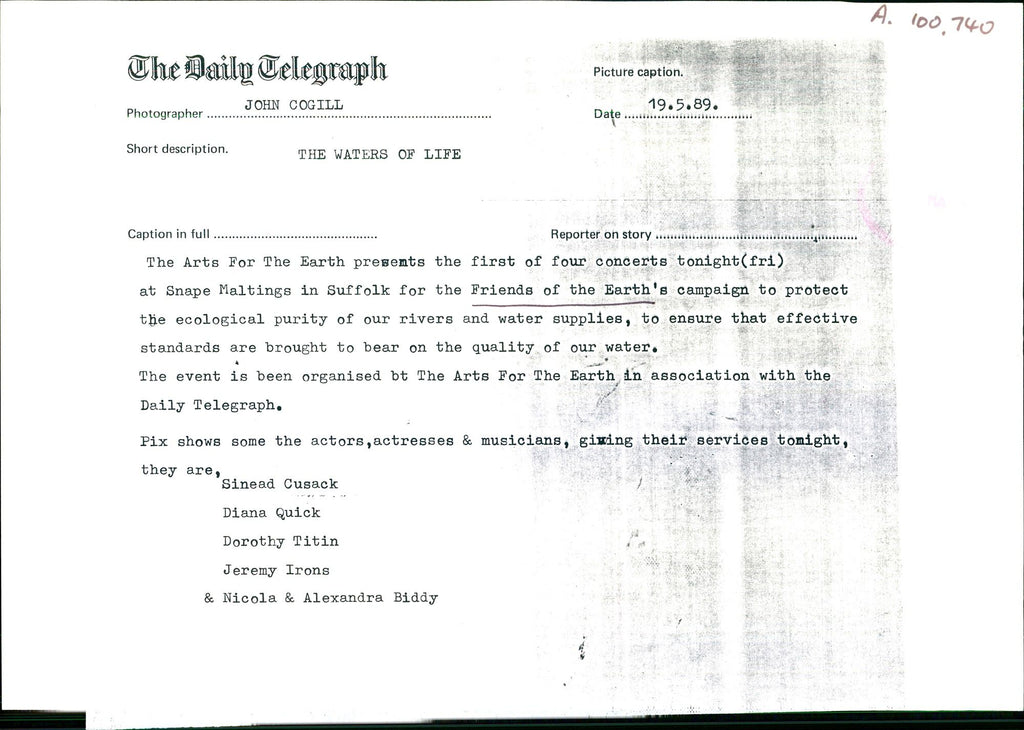 A. 100,740
The Daily Telegraph
Picture caption.
Photographer JOHN COGILL
Date 19.5.89.
Short description. THE WATERS OF LIFE
Caption in full
Reporter on story
The Arts For The Earth presents the first of four concerts tonight(fri)
at Snape Maltings in Suffolk for the Friends of the Earth's campaign to protect
the ecological purity of our rivers and water supplies, to ensure that effective
standards are brought to bear on the quality of our water.
The event is been organised bt The Arts For The Earth in association with the
Daily Telegraph.
Pix shows some the actors,actresses & musicians, giving their services tonight,
they are,
Sinead Cusack
Diana Quick
Dorothy Titin
Jeremy Irons
& Nicola & Alexandra Biddy